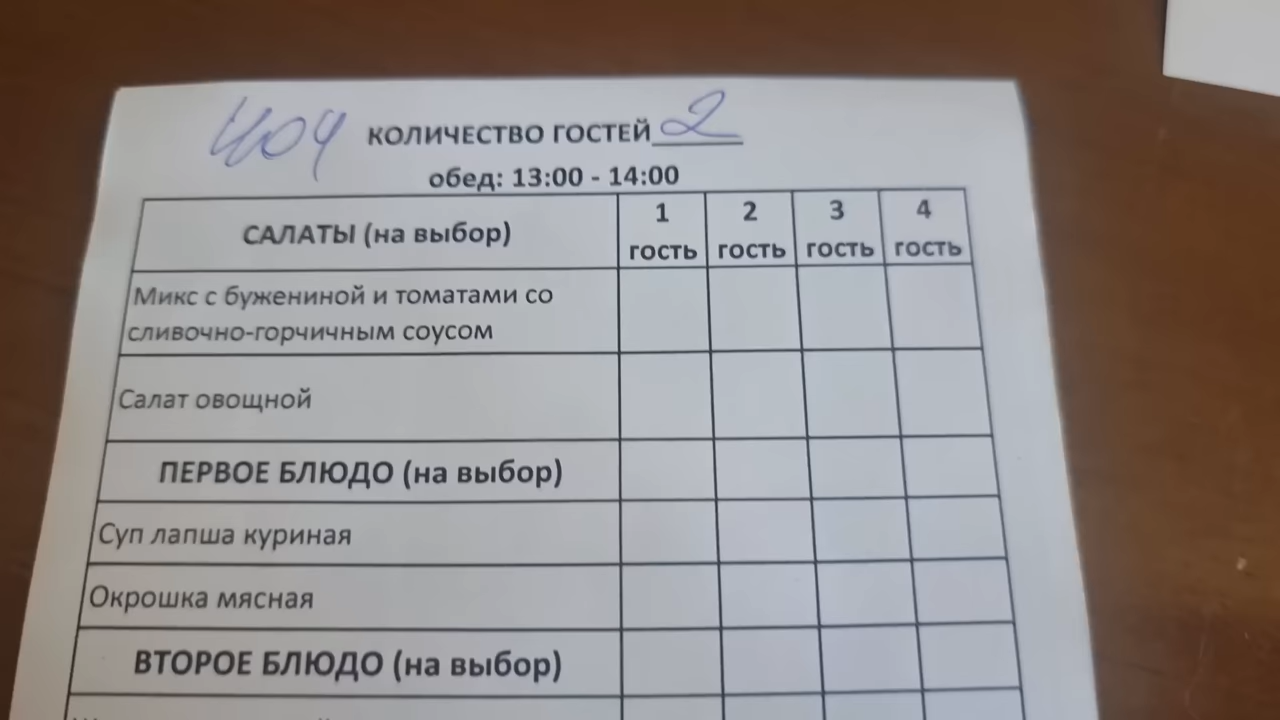 404 КОЛИЧЕСТВО ГОСТЕЙ 2
обед: 13:00 - 14:00
САЛАТЫ (на выбор) 1 гость 2 гость 3 гость 4 гость
Микс с бужениной и томатами со
сливочно-горчичным соусом
Салат овощной
ПЕРВОЕ БЛЮДО (на выбор)
Суп лапша куриная
Окрошка мясная
ВТОРОЕ БЛЮДО (на выбор)